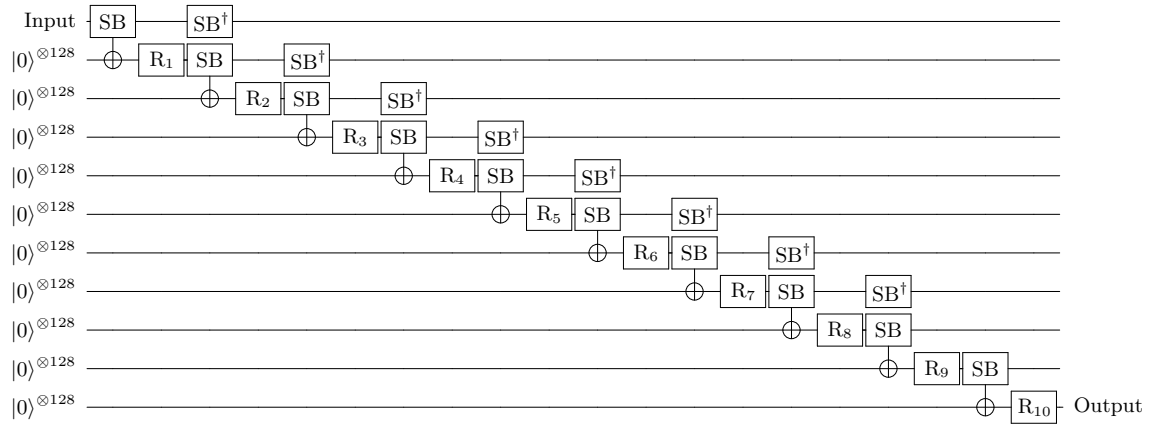 Input SB SB†
|0⟩⊗128 R₁ SB SB†
|0⟩⊗128 R₂ SB SB†
|0⟩⊗128 R₃ SB SB†
|0⟩⊗128 R₄ SB SB†
|0⟩⊗128 R₅ SB SB†
|0⟩⊗128 R₆ SB SB†
|0⟩⊗128 R₇ SB SB†
|0⟩⊗128 R₈ SB
|0⟩⊗128 R₉ SB
|0⟩⊗128 R₁₀ Output